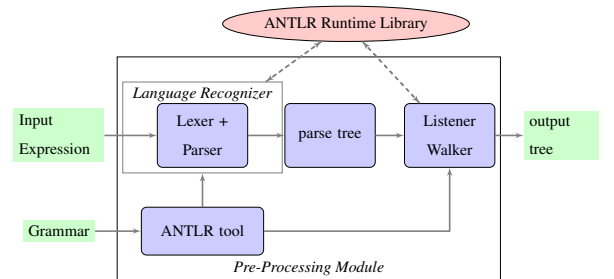 ANTLR Runtime Library
Language Recognizer
Input
Expression
Lexer +
Parser
parse tree
Listener
Walker
output
tree
Grammar
ANTLR tool
Pre-Processing Module